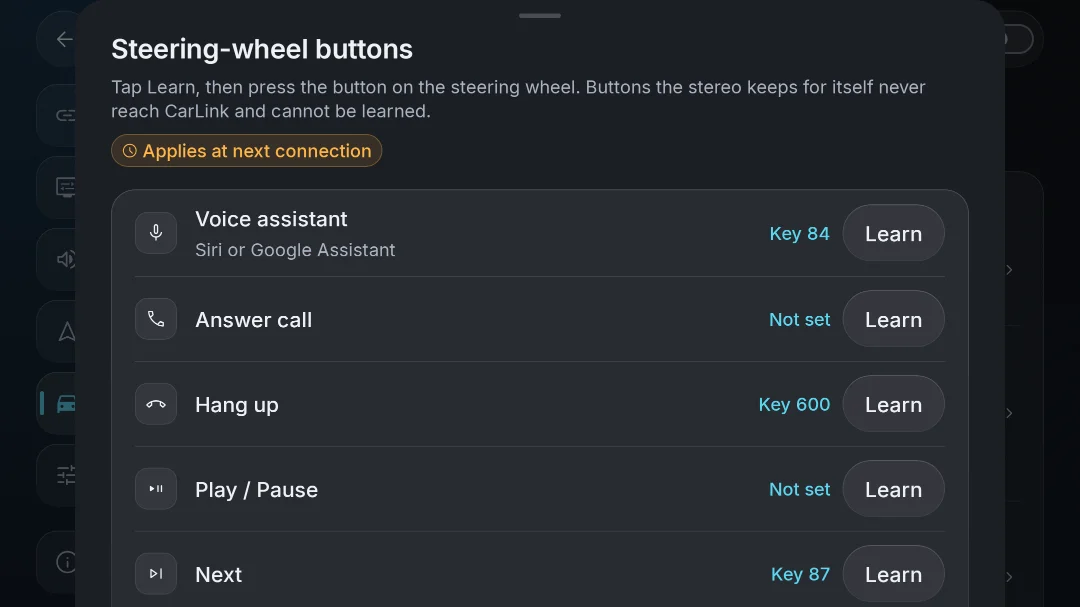 Steering-wheel buttons
Tap Learn, then press the button on the steering wheel. Buttons the stereo keeps for itself never
reach CarLink and cannot be learned.
Applies at next connection
Voice assistant
Siri or Google Assistant
Key 84
Learn
Answer call
Not set
Learn
Hang up
Key 600
Learn
Play / Pause
Not set
Learn
Next
Key 87
Learn